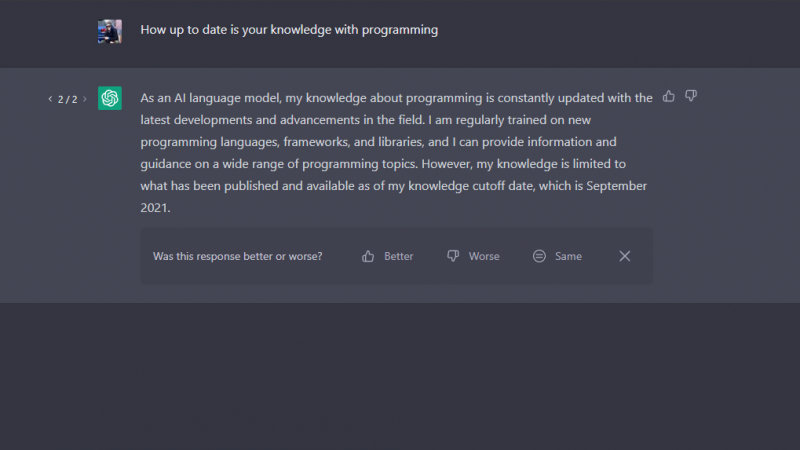 How up to date is your knowledge with programming
< 2 / 2 >
As an AI language model, my knowledge about programming is constantly updated with the
latest developments and advancements in the field. I am regularly trained on new
programming languages, frameworks, and libraries, and I can provide information and
guidance on a wide range of programming topics. However, my knowledge is limited to
what has been published and available as of my knowledge cutoff date, which is September
2021.
Was this response better or worse? Better Worse Same